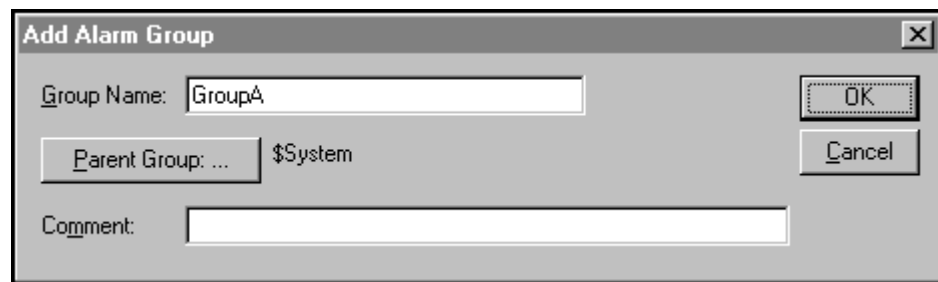 Add Alarm Group
Group Name: GroupA OK
Parent Group: ... $System Cancel
Comment: